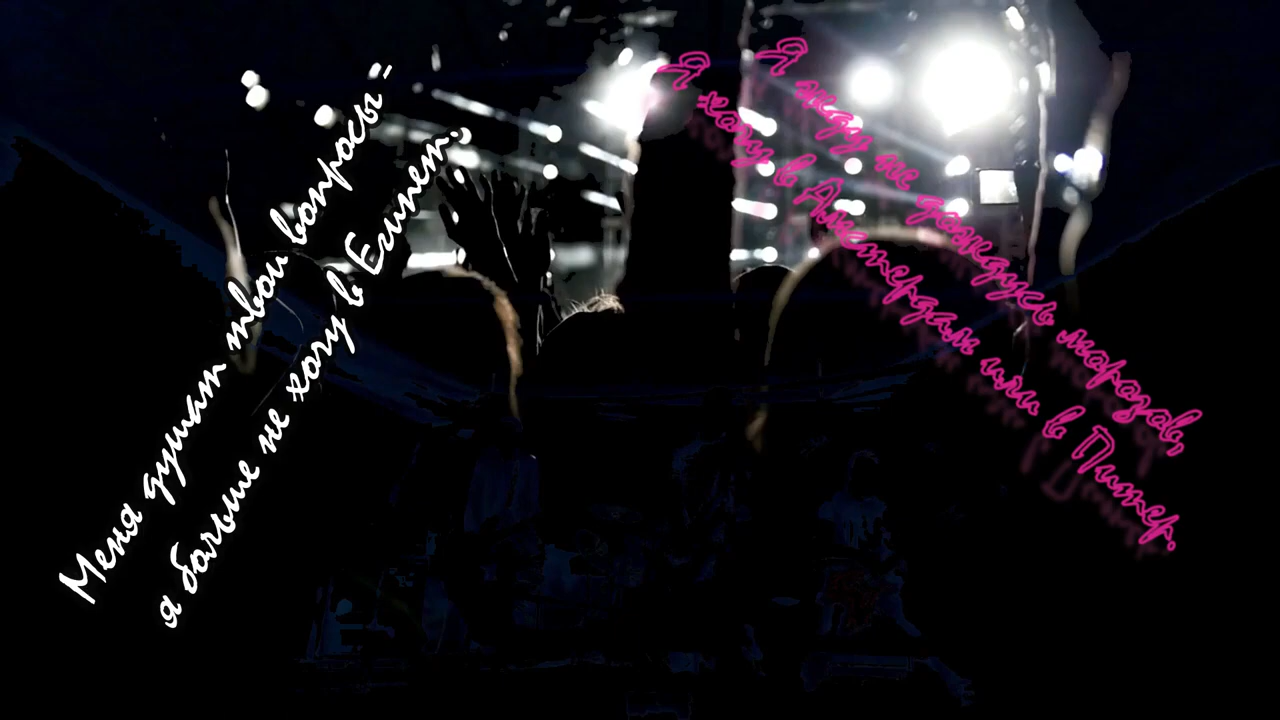 Меня душат твои вопросы -
я больше не хочу в Египет.
Я жду не дождусь морозов,
Я хочу в Амстердам или в Питер.